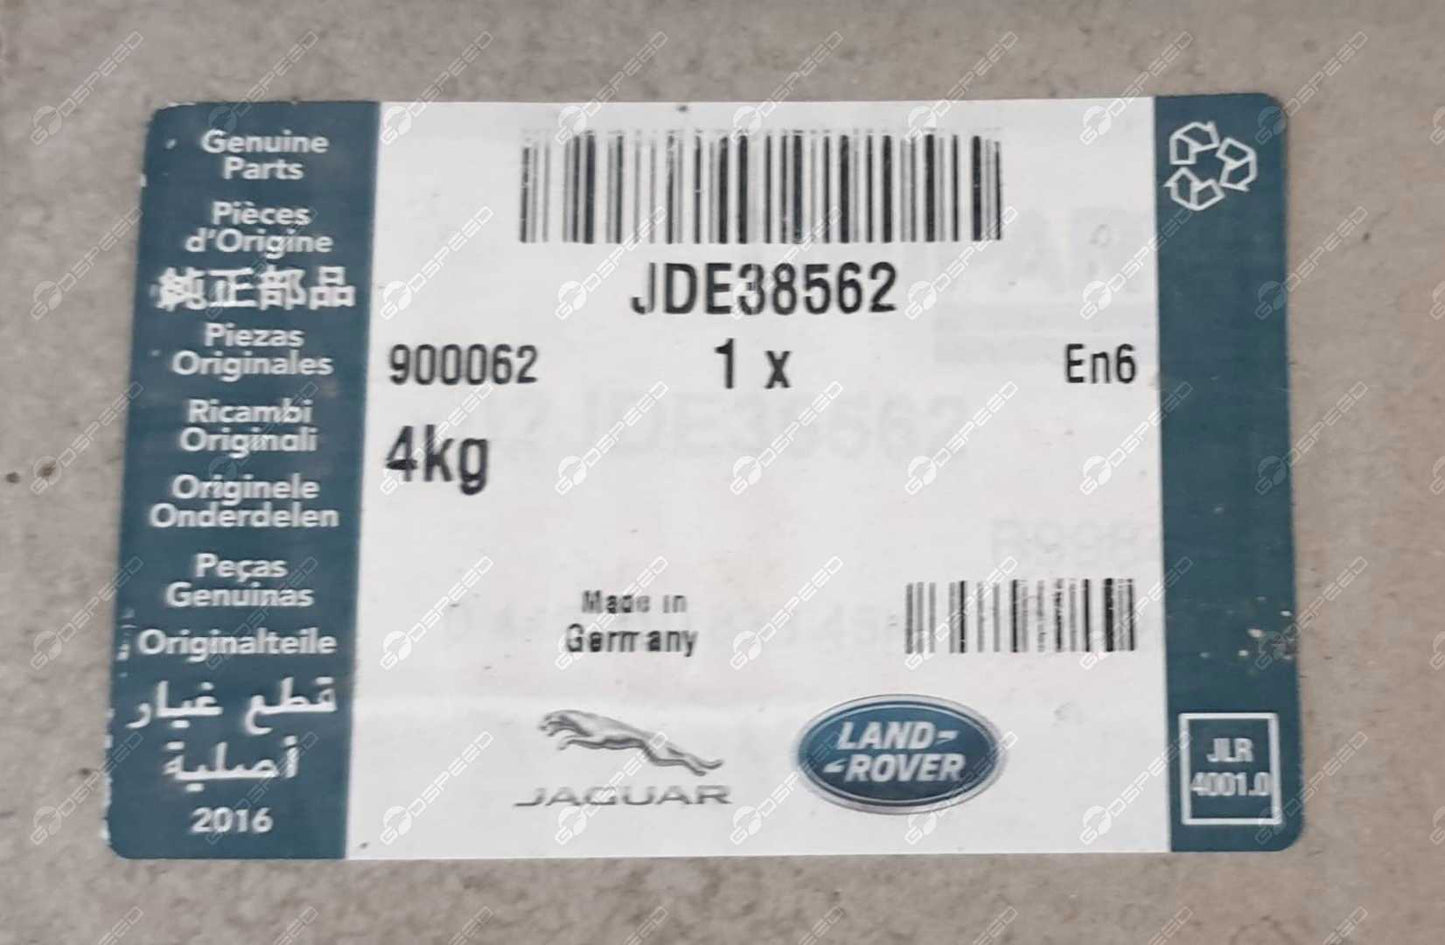 Genuine
Parts
Pièces
d'Origine
純正部品
Piezas
Originales
Ricambi
Originali
Originele
Onderdelen
Peças
Genuinas
Originalteile
قطع غيار
أصلية
2016
JDE38562
900062
1 x
En6
4kg
Made in
Germany
JAGUAR
LAND-
-ROVER
JLR
4001.0
GODSPEED